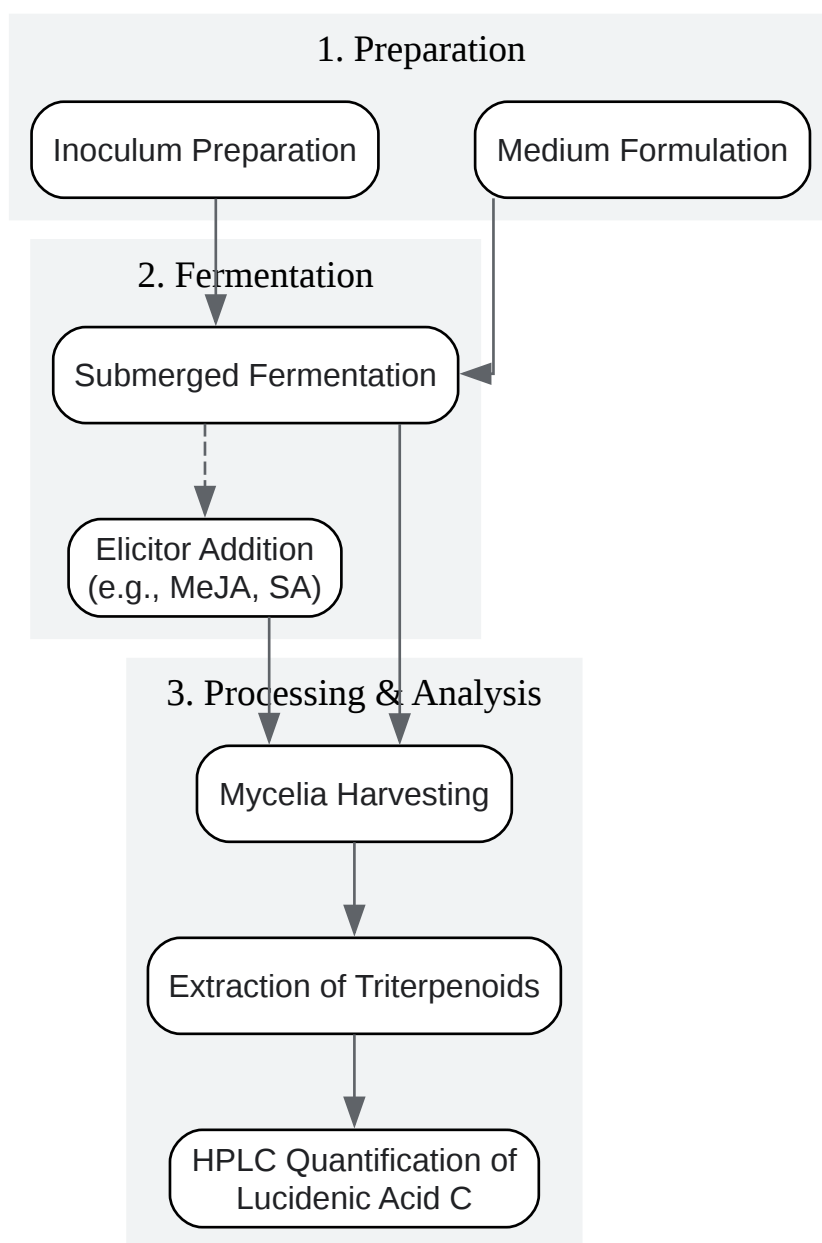 1. Preparation
Inoculum Preparation
Medium Formulation
2. Fermentation
Submerged Fermentation
Elicitor Addition
(e.g., MeJA, SA)
3. Processing & Analysis
Mycelia Harvesting
Extraction of Triterpenoids
HPLC Quantification of
Lucidenic Acid C